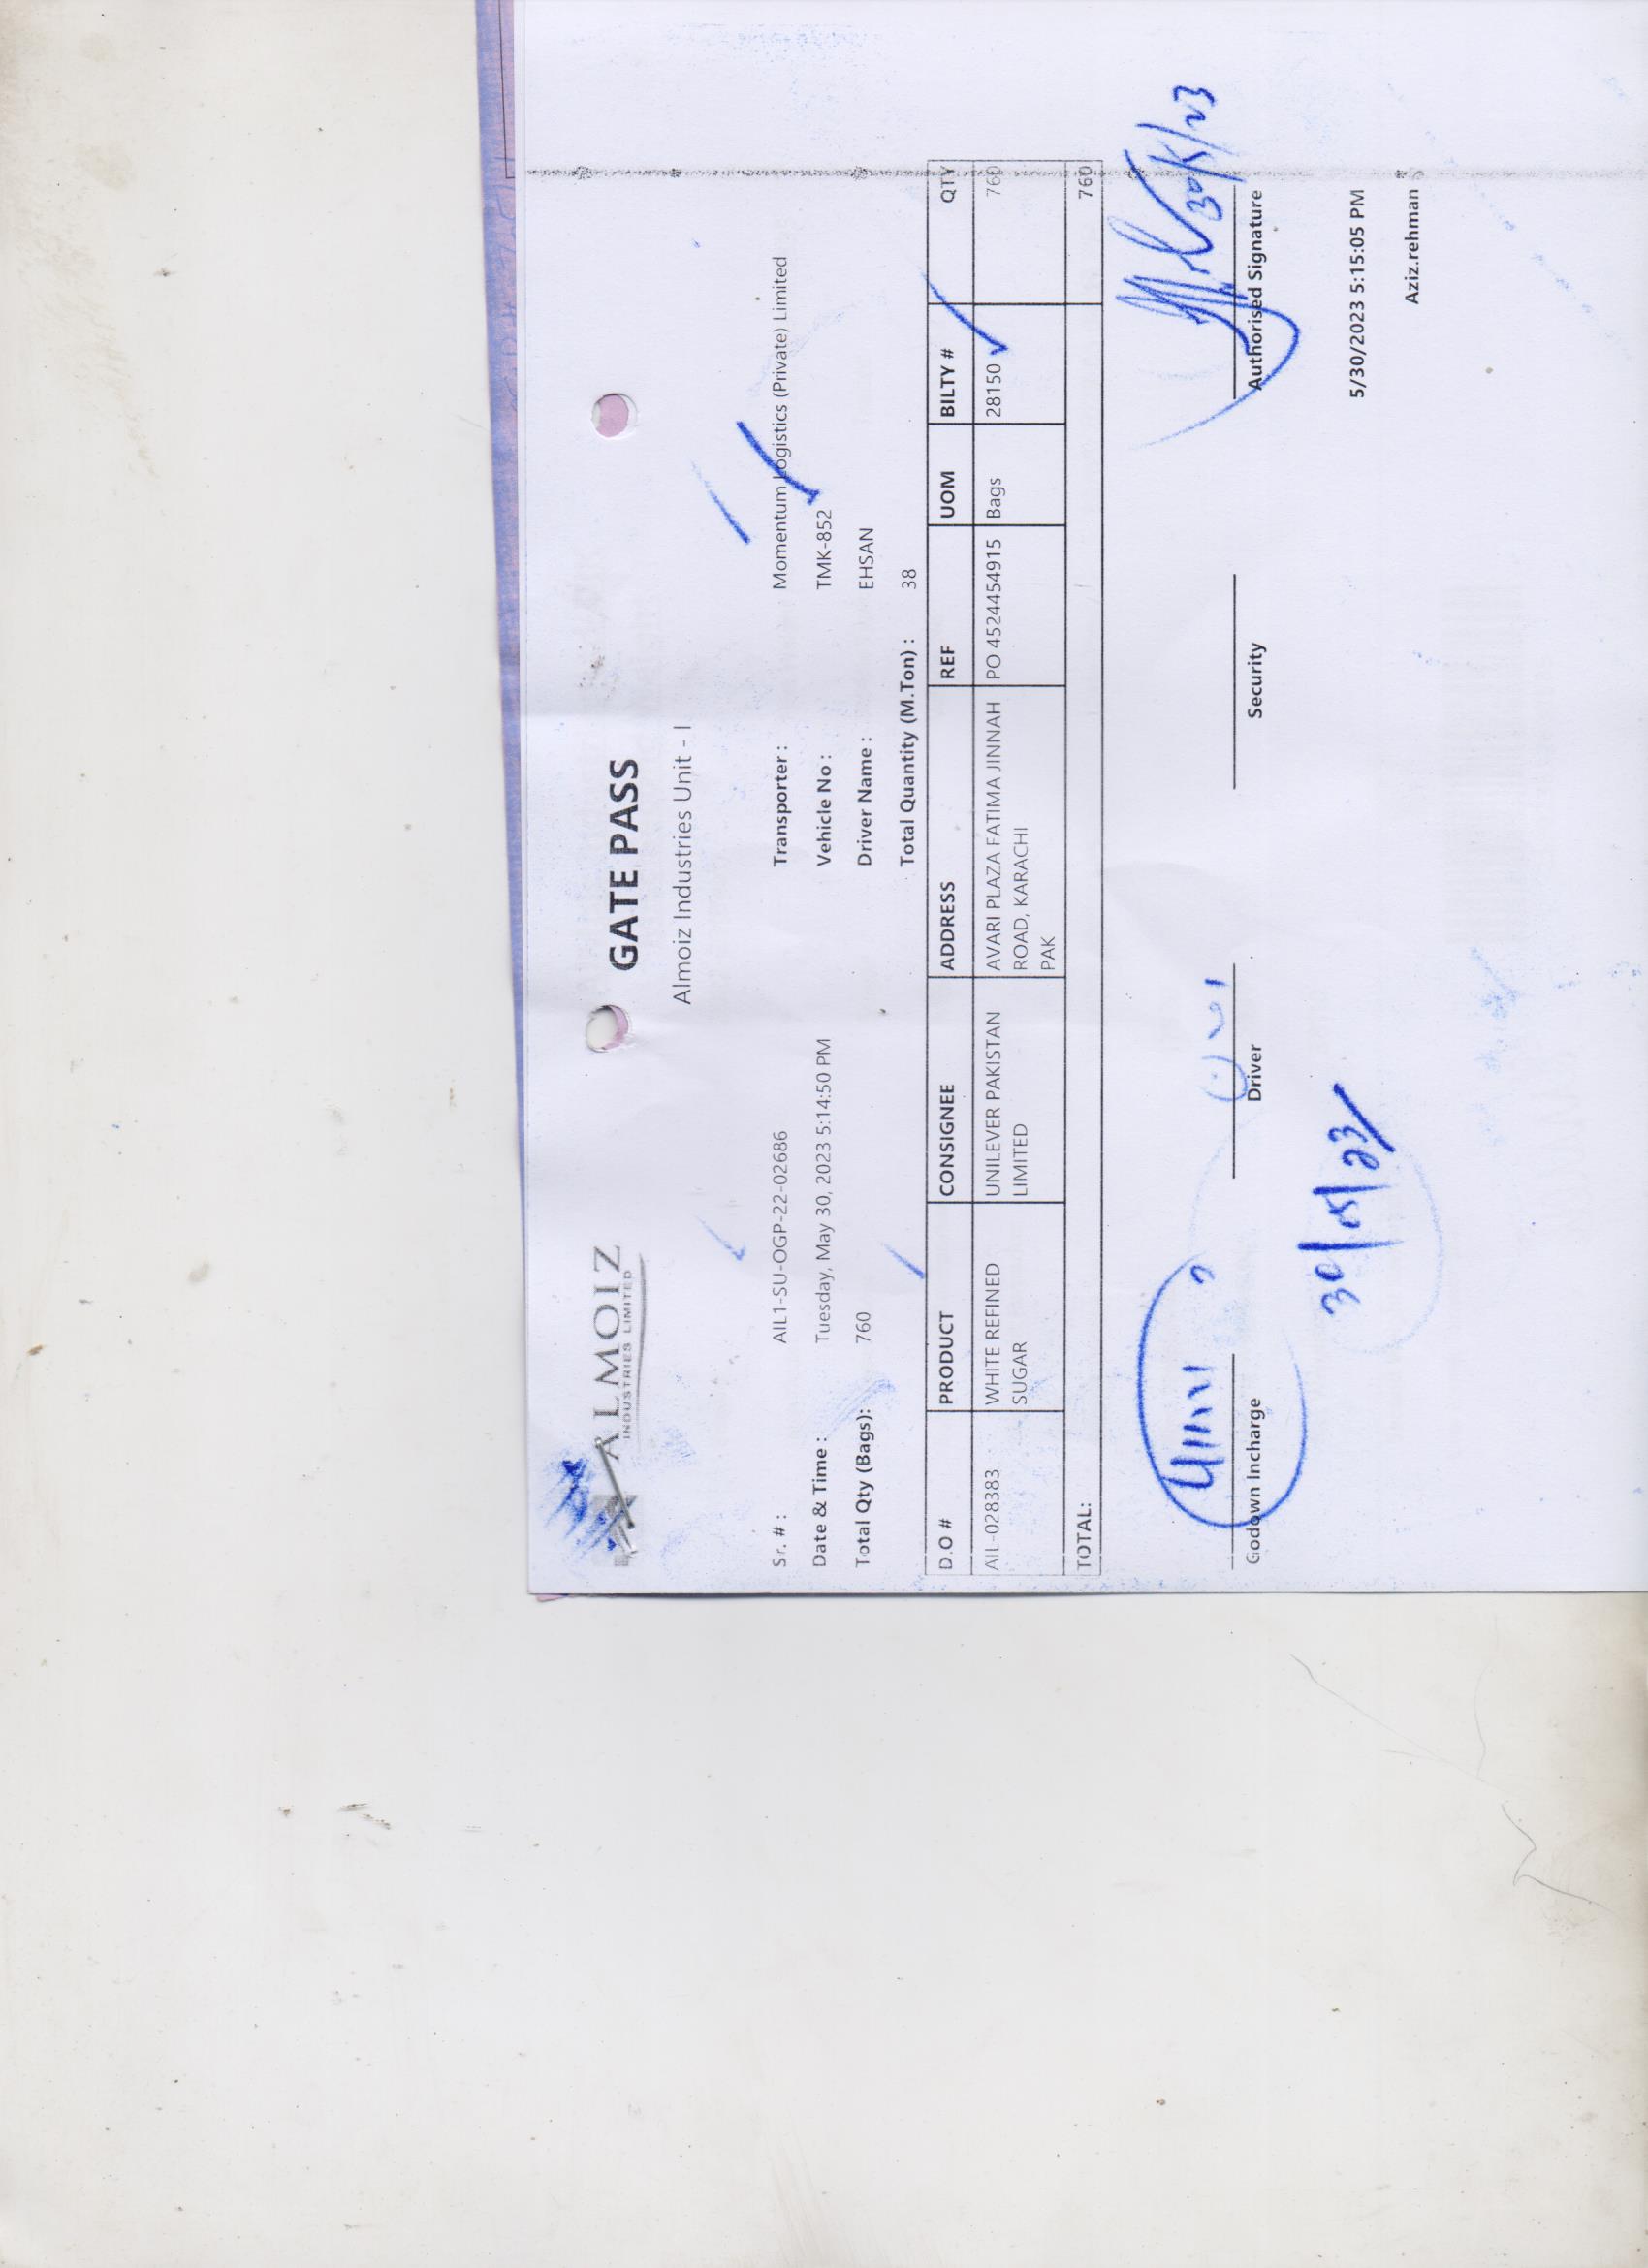 ALMOIZ
INDUSTRIES LIMITED
GATE PASS
Almoiz Industries Unit - I
Sr. # : AIL1-SU-OGP-22-02686 Transporter : Momentum Logistics (Private) Limited
Date & Time : Tuesday, May 30, 2023 5:14:50 PM Vehicle No : TMK-852
Total Qty (Bags): 760 Driver Name : EHSAN
Total Quantity (M.Ton) : 38
D.O # PRODUCT CONSIGNEE ADDRESS REF UOM BILTY # QTY
AIL-028383 WHITE REFINED UNILEVER PAKISTAN AVARI PLAZA FATIMA JINNAH PO 4524454915 Bags 28150 760
SUGAR LIMITED ROAD, KARACHI
PAK
TOTAL: 760
30/5/23
Godown Incharge Driver Security Authorised Signature
30/5/23
5/30/2023 5:15:05 PM
Aziz.rehman